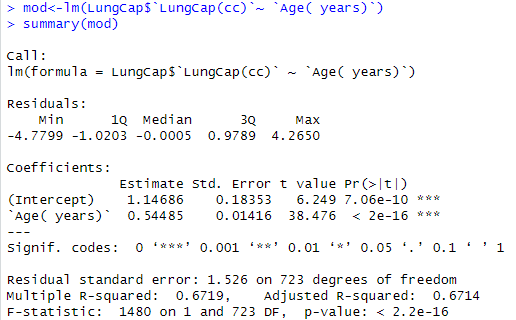 > mod<-lm(LungCap$`LungCap(cc)`~ `Age( years)`)
> summary(mod)
Call:
lm(formula = LungCap$`LungCap(cc)` ~ `Age( years)`)
Residuals:
    Min      1Q  Median      3Q     Max
-4.7799 -1.0203 -0.0005  0.9789  4.2650
Coefficients:
              Estimate Std. Error t value Pr(>|t|)
(Intercept)    1.14686    0.18353   6.249 7.06e-10 ***
`Age( years)`  0.54485    0.01416  38.476  < 2e-16 ***
---
Signif. codes:  0 ‘***’ 0.001 ‘**’ 0.01 ‘*’ 0.05 ‘.’ 0.1 ‘ ’ 1
Residual standard error: 1.526 on 723 degrees of freedom
Multiple R-squared:  0.6719,    Adjusted R-squared:  0.6714
F-statistic:  1480 on 1 and 723 DF,  p-value: < 2.2e-16